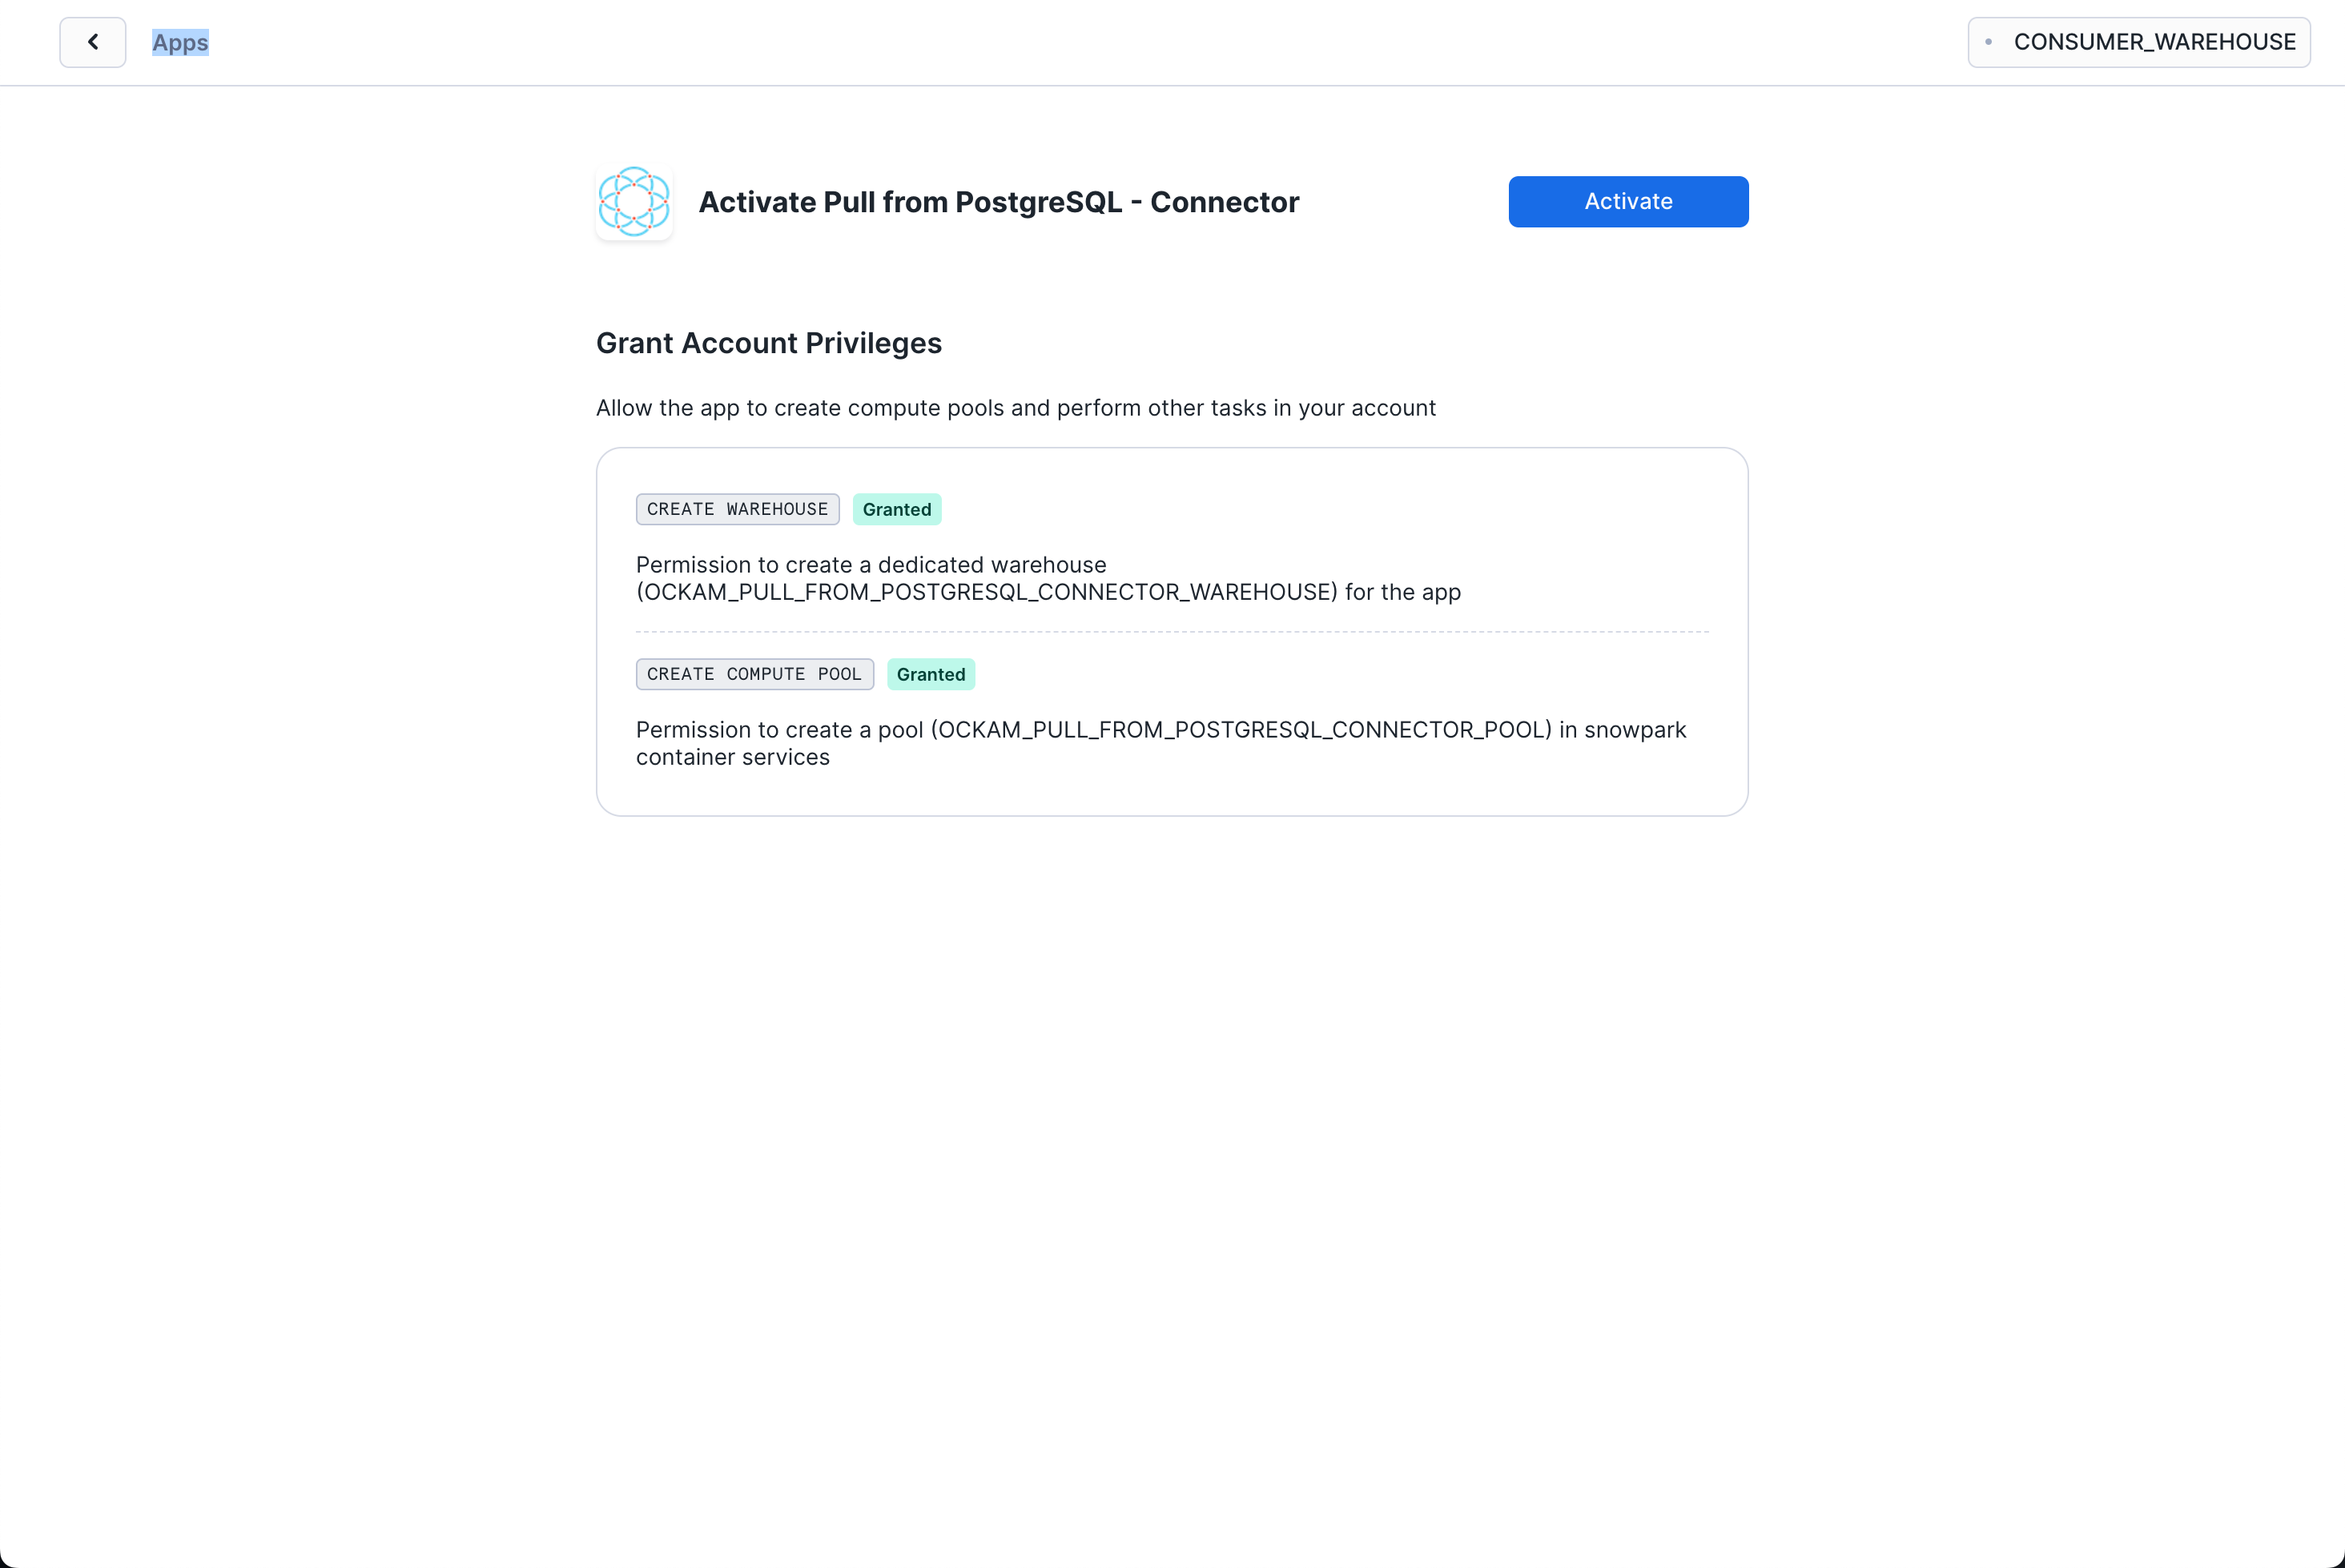 Apps
CONSUMER_WAREHOUSE
Activate Pull from PostgreSQL - Connector
Activate
Grant Account Privileges
Allow the app to create compute pools and perform other tasks in your account
CREATE WAREHOUSE Granted
Permission to create a dedicated warehouse
(OCKAM_PULL_FROM_POSTGRESQL_CONNECTOR_WAREHOUSE) for the app
CREATE COMPUTE POOL Granted
Permission to create a pool (OCKAM_PULL_FROM_POSTGRESQL_CONNECTOR_POOL) in snowpark
container services